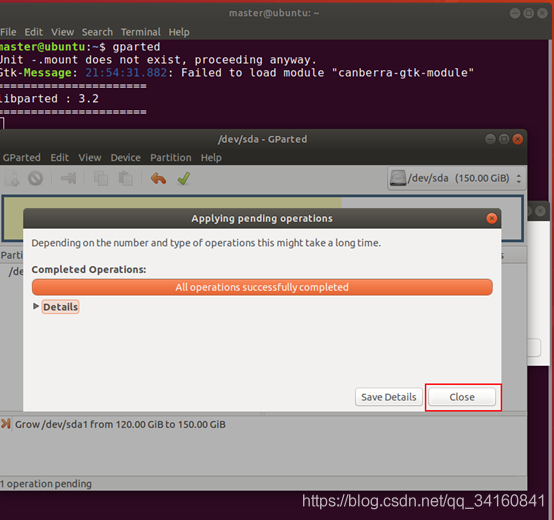 master@ubuntu: ~
File Edit View Search Terminal Help
master@ubuntu:~$ gparted
Unit -.mount does not exist, proceeding anyway.
Gtk-Message: 21:54:31.882: Failed to load module "canberra-gtk-module"
======================
libparted : 3.2
======================
/dev/sda - GParted
GParted Edit View Device Partition Help
/dev/sda (150.00 GiB)
Applying pending operations
Depending on the number and type of operations this might take a long time.
Completed Operations:
All operations successfully completed
Details
Save Details Close
Grow /dev/sda1 from 120.00 GiB to 150.00 GiB
1 operation pending
https://blog.csdn.net/qq_34160841